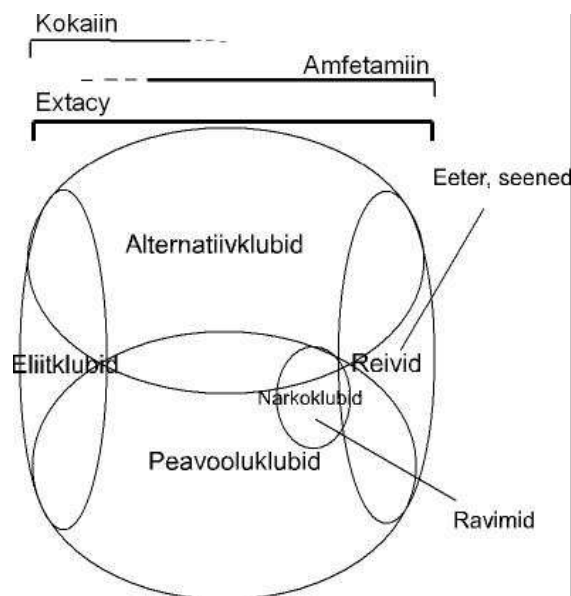 Kokaiin
Amfetamiin
Extacy
Eeter, seened
Alternatiivklubid
Eliitklubid
Reivid
Narkoklubid
Peavooluklubid
Ravimid